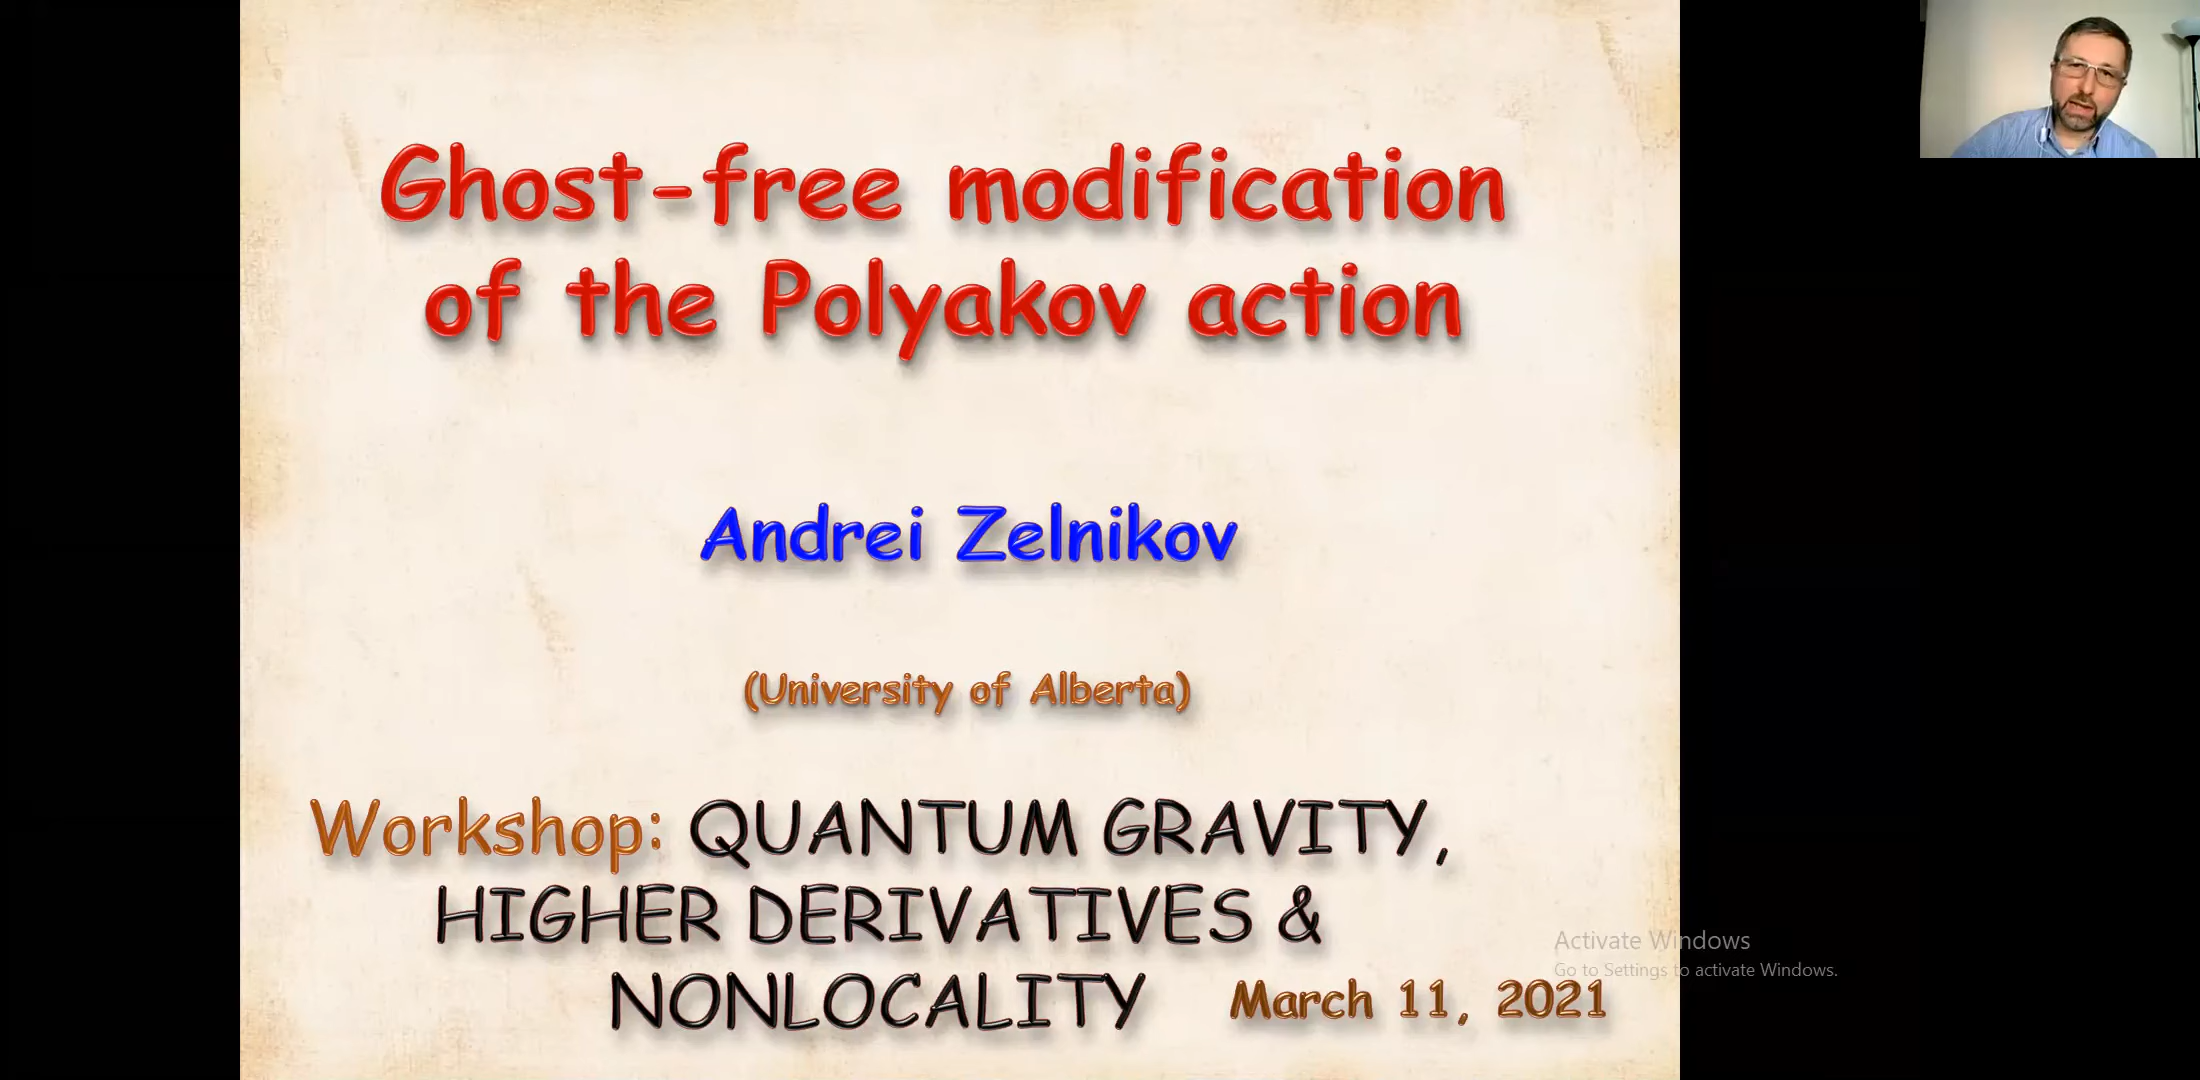 Ghost-free modification
of the Polyakov action
Andrei Zelnikov
(University of Alberta)
Workshop: QUANTUM GRAVITY,
HIGHER DERIVATIVES &
NONLOCALITY
March 11, 2021
Activate Windows
Go to Settings to activate Windows.